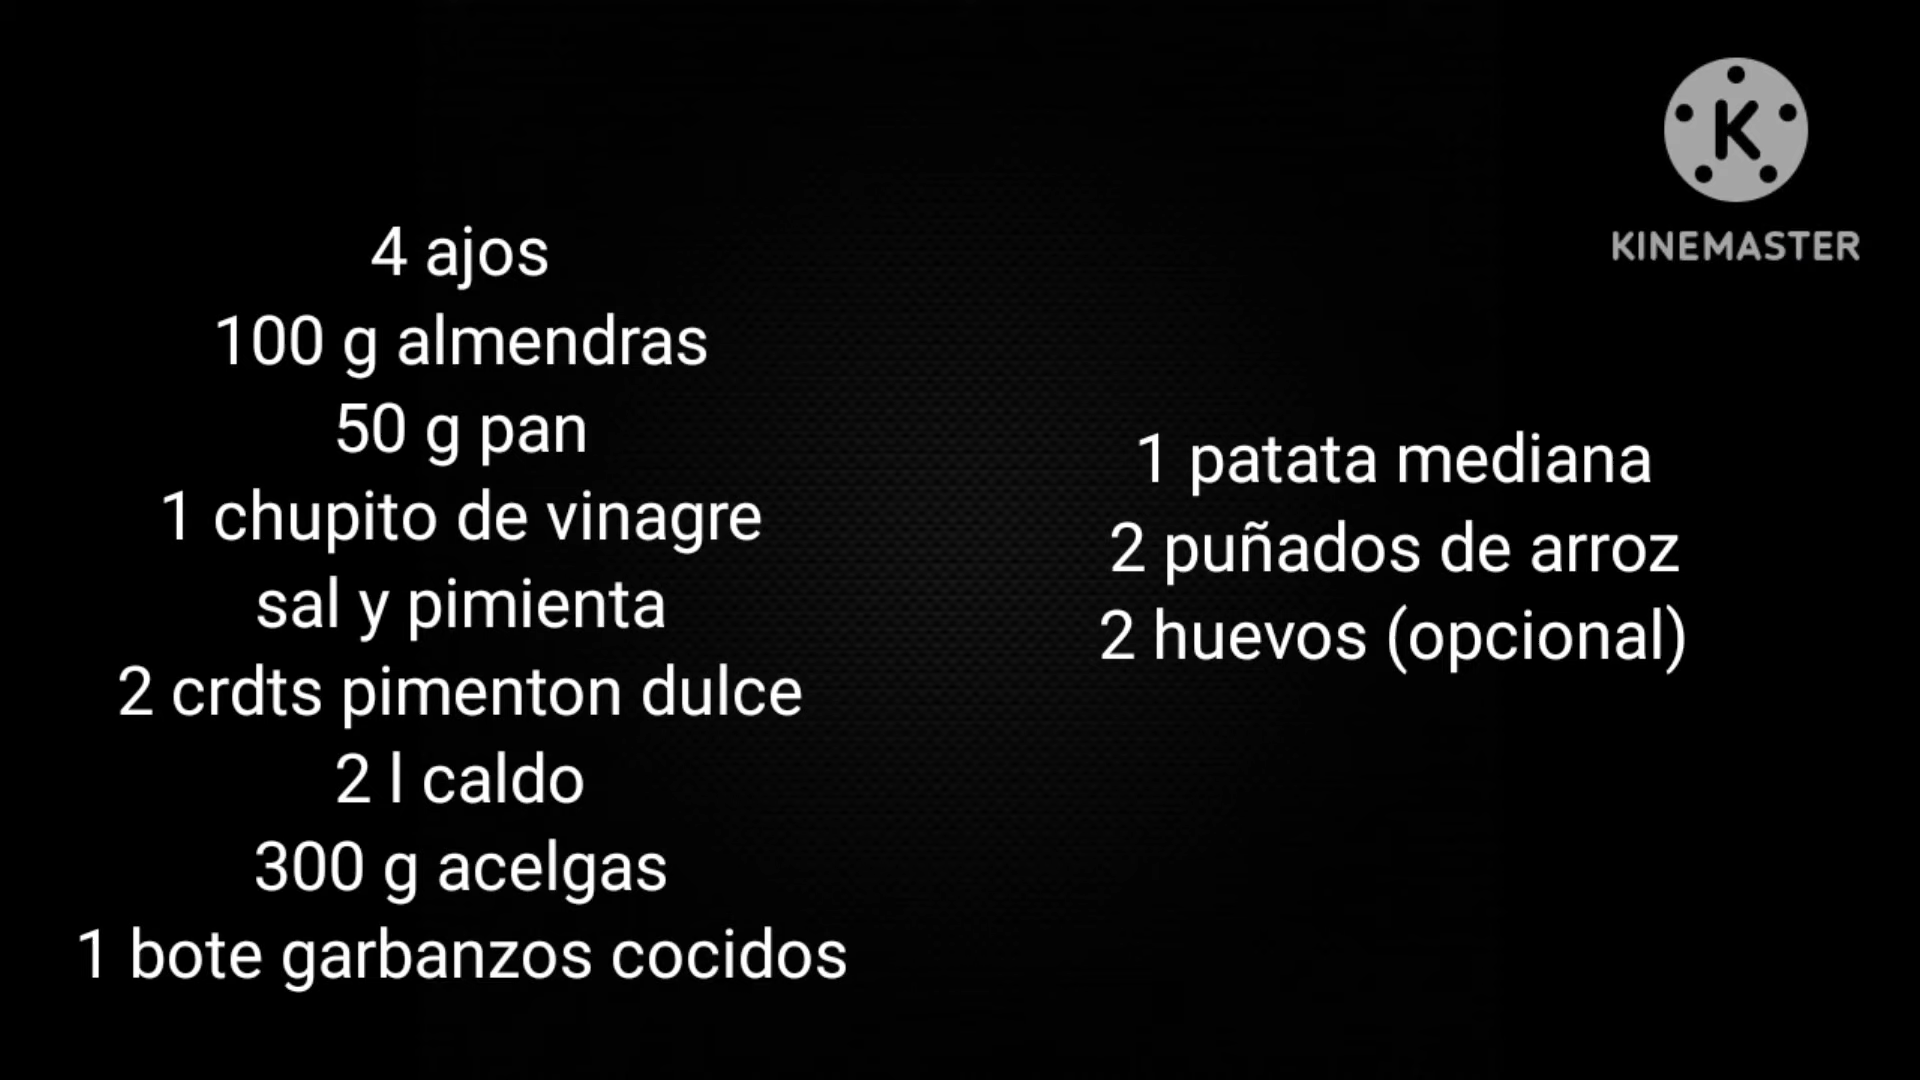 4 ajos
100 g almendras
50 g pan
1 chupito de vinagre
sal y pimienta
2 crdts pimenton dulce
2 l caldo
300 g acelgas
1 bote garbanzos cocidos
1 patata mediana
2 puñados de arroz
2 huevos (opcional)
K
KINEMASTER